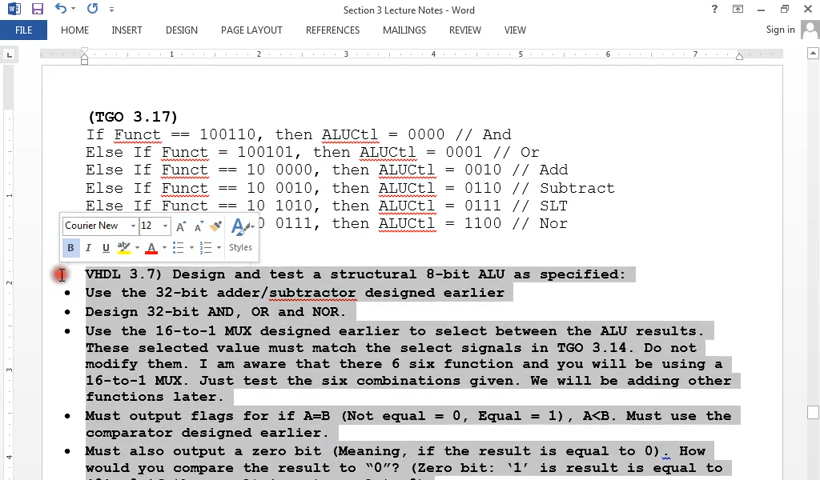 Section 3 Lecture Notes - Word
Sign in
FILE HOME INSERT DESIGN PAGE LAYOUT REFERENCES MAILINGS REVIEW VIEW
1 2 3 4 5 6 7
(TGO 3.17)
If Funct == 100110, then ALUCtl = 0000 // And
Else If Funct = 100101, then ALUCtl = 0001 // Or
Else If Funct == 10 0000, then ALUCtl = 0010 // Add
Else If Funct == 10 0010, then ALUCtl = 0110 // Subtract
Else If Funct == 10 1010, then ALUCtl = 0111 // SLT
0 0111, then ALUCtl = 1100 // Nor
Courier New 12
B I U Styles
VHDL 3.7) Design and test a structural 8-bit ALU as specified:
• Use the 32-bit adder/subtractor designed earlier
• Design 32-bit AND, OR and NOR.
• Use the 16-to-1 MUX designed earlier to select between the ALU results.
These selected value must match the select signals in TGO 3.14. Do not
modify them. I am aware that there 6 six function and you will be using a
16-to-1 MUX. Just test the six combinations given. We will be adding other
functions later.
• Must output flags for if A=B (Not equal = 0, Equal = 1), A<B. Must use the
comparator designed earlier.
• Must also output a zero bit (Meaning, if the result is equal to 0). How
would you compare the result to “0”? (Zero bit: ‘1’ is result is equal to